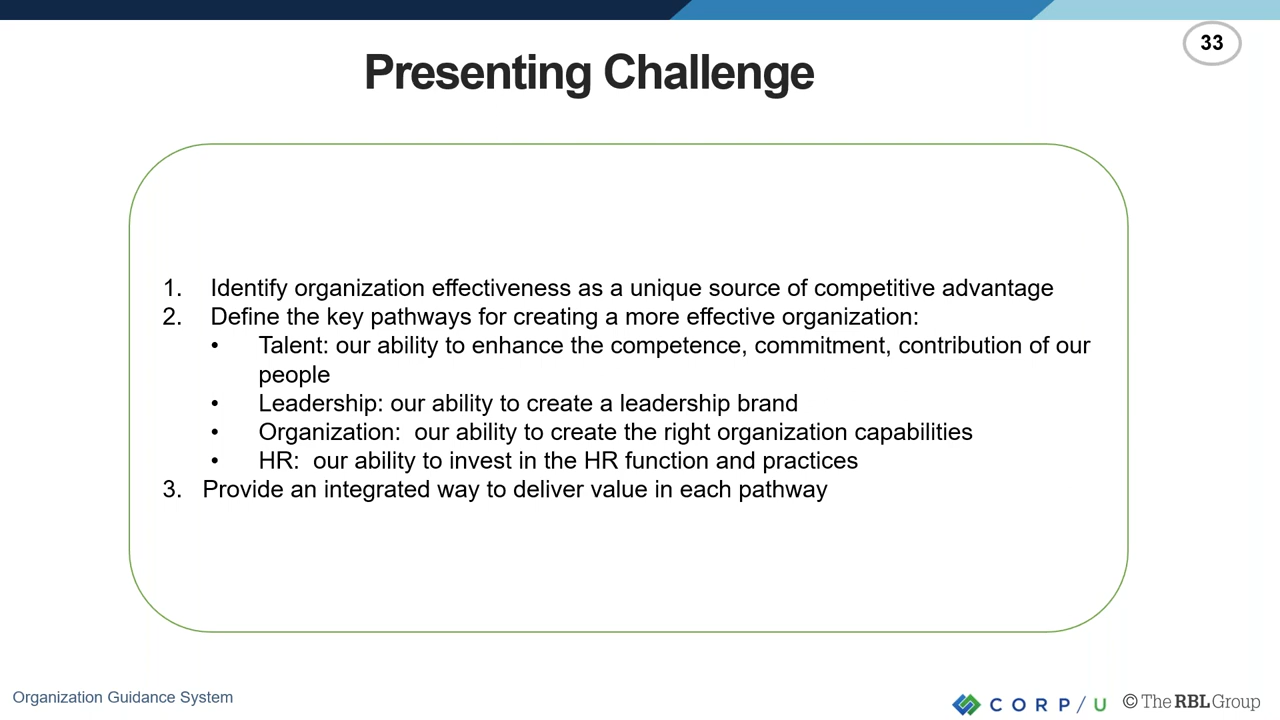 33
Presenting Challenge
1. Identify organization effectiveness as a unique source of competitive advantage
2. Define the key pathways for creating a more effective organization:
• Talent: our ability to enhance the competence, commitment, contribution of our
people
• Leadership: our ability to create a leadership brand
• Organization: our ability to create the right organization capabilities
• HR: our ability to invest in the HR function and practices
3. Provide an integrated way to deliver value in each pathway
Organization Guidance System
CORP/U
© The RBL Group